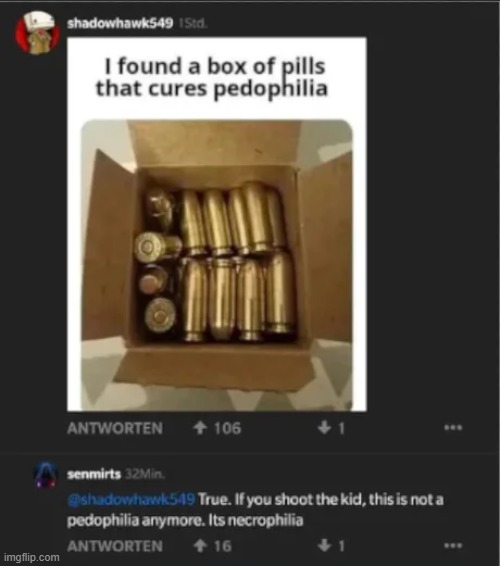 shadowhawk549 1Std.
I found a box of pills
that cures pedophilia
ANTWORTEN 106 1
senmirts 32Min.
@shadowhawk549 True. If you shoot the kid, this is not a
pedophilia anymore. Its necrophilia
ANTWORTEN 16 1
imgflip.com